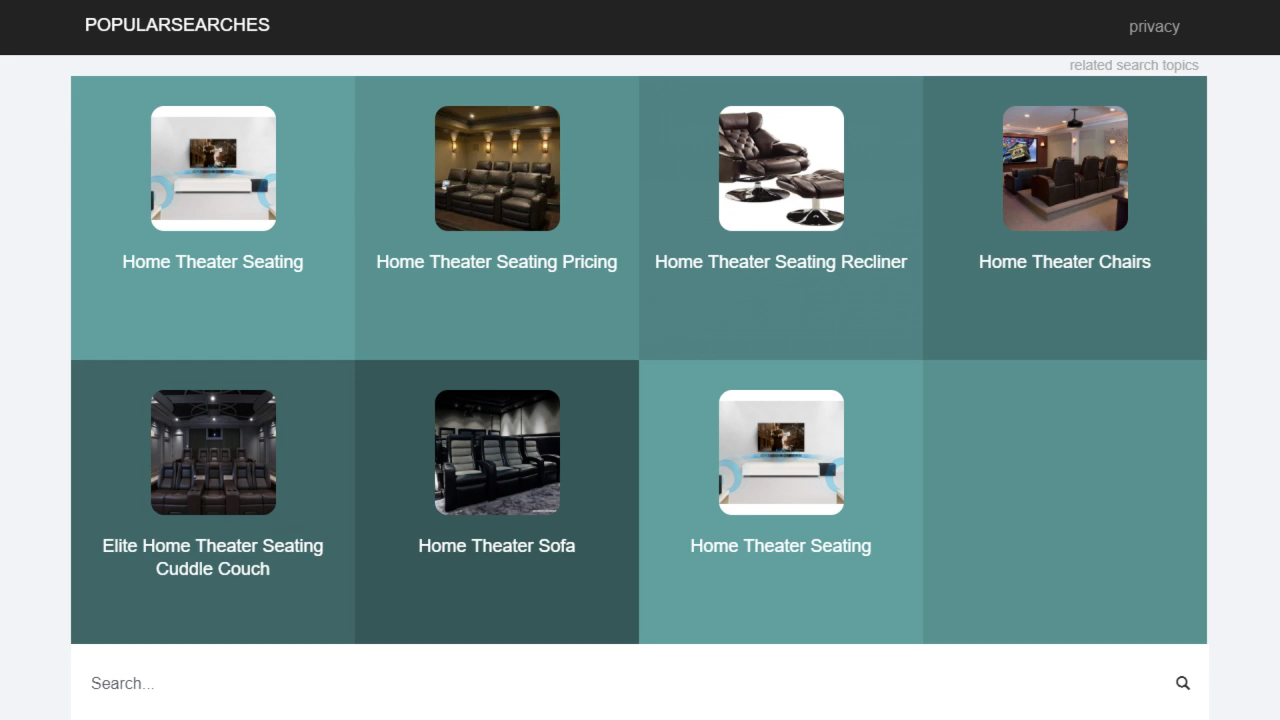 POPULARSEARCHES
privacy
related search topics
Home Theater Seating
Home Theater Seating Pricing
Home Theater Seating Recliner
Home Theater Chairs
Elite Home Theater Seating
Cuddle Couch
Home Theater Sofa
Home Theater Seating
Search...